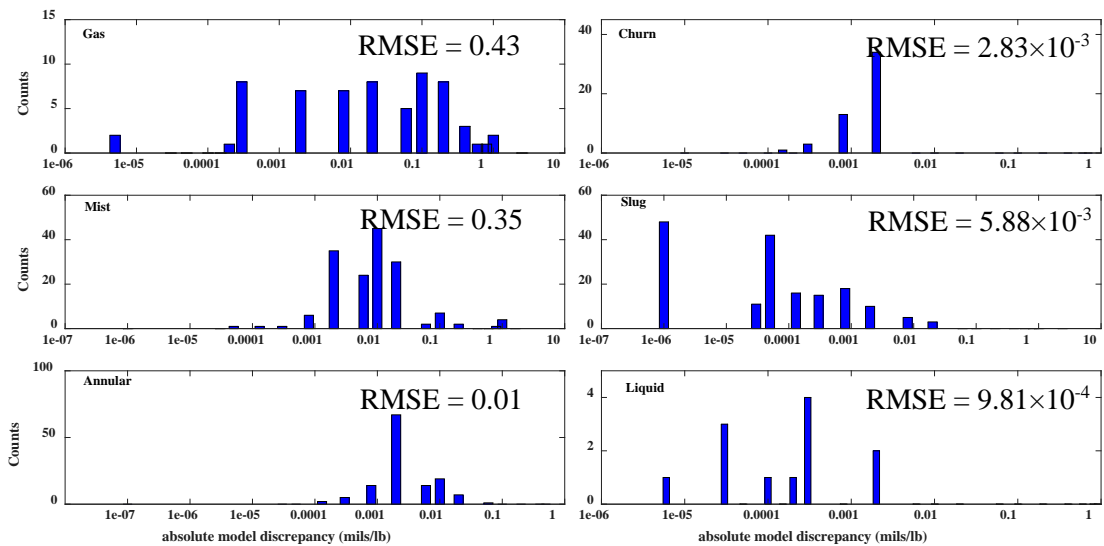 15
10
5
0
Counts
Gas
RMSE = 0.43
1e-06 1e-05 0.0001 0.001 0.01 0.1 1 10
40
20
0
Churn
RMSE = 2.83×10-3
1e-06 1e-05 0.0001 0.001 0.01 0.1 1
60
40
20
0
Counts
Mist
RMSE = 0.35
1e-07 1e-06 1e-05 0.0001 0.001 0.01 0.1 1 10
60
40
20
0
Slug
RMSE = 5.88×10-3
1e-07 1e-06 1e-05 0.0001 0.001 0.01 0.1 1 10
100
50
0
Counts
Annular
RMSE = 0.01
1e-07 1e-06 1e-05 0.0001 0.001 0.01 0.1 1
absolute model discrepancy (mils/lb)
4
2
0
Liquid
RMSE = 9.81×10-4
1e-06 1e-05 0.0001 0.001 0.01 0.1 1
absolute model discrepancy (mils/lb)